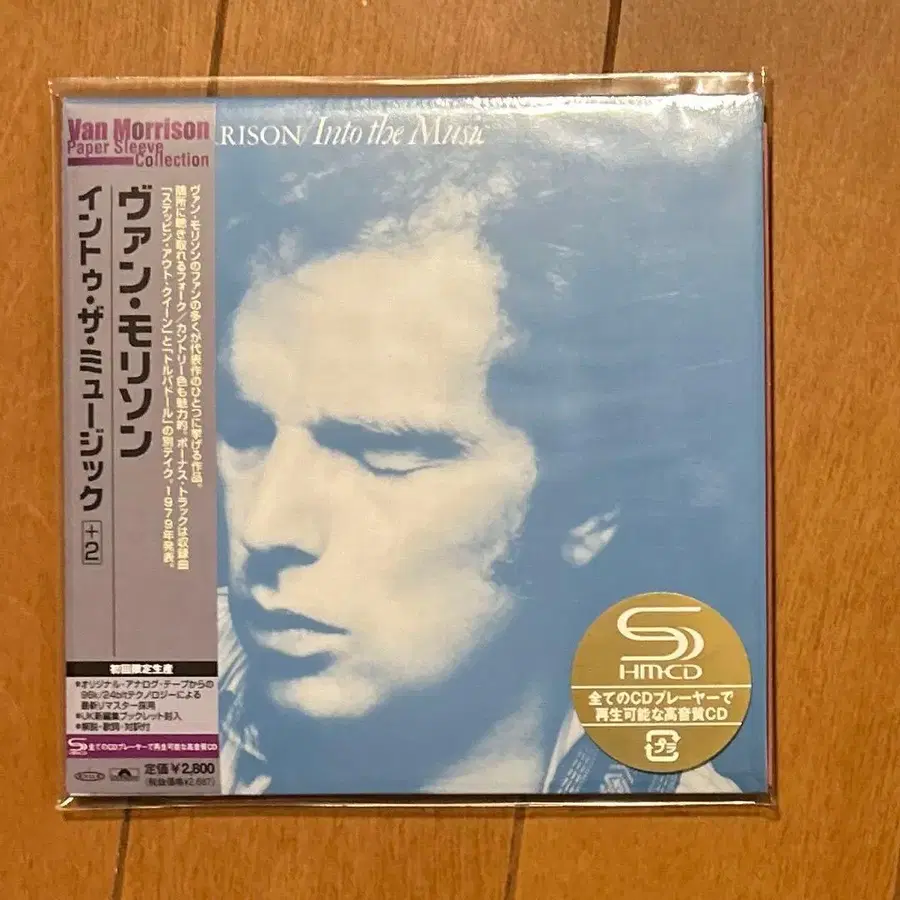 Van Morrison
Paper Sleeve
Collection
RRISON/Into the Music
ヴァン・モリソン
イントゥ・ザ・ミュージック +2
ヴァン・モリソンのファンの多くが代表作のひとつに挙げる作品。
随所に聴き取れるフォーク/カントリー色も魅力的。ボーナス・トラックは収録曲
「ステッピン・アウト・クイーン」と「トルバドール」の別テイク。1979年発表。
初回限定生産
●オリジナル・アナログ・テープからの
96k/24bitテクノロジーによる
最新リマスター採用
●UK新編集ブックレット封入
●解説・歌詞・対訳付
SHM-CD 全てのCDプレーヤーで再生可能な高音質CD
定価¥2,800
(税抜価格¥2,667)
HM-CD
全てのCDプレーヤーで
再生可能な高音質CD
プラ